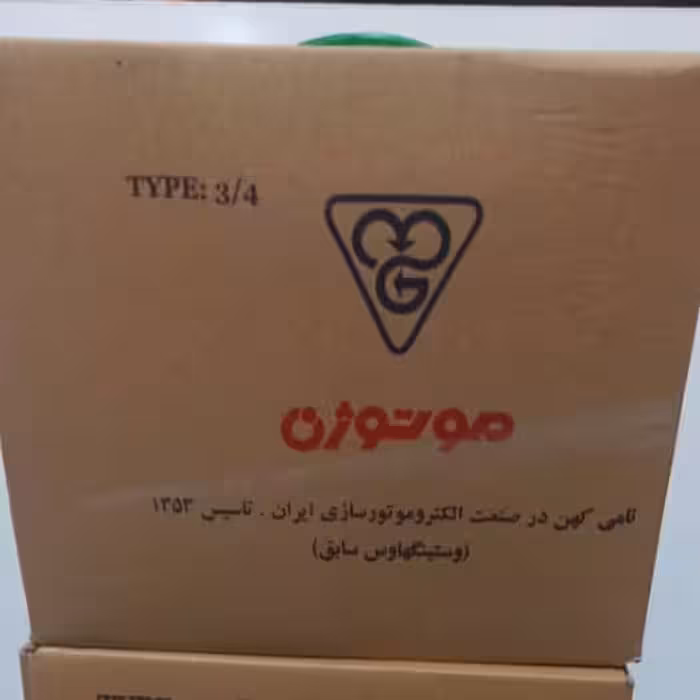 TYPE: 3/4
G
موتوژن
نامی کهن در صنعت الکتروموتورسازی ایران . تاسیس ۱۳۵۳
(وستینگهاوس سابق)